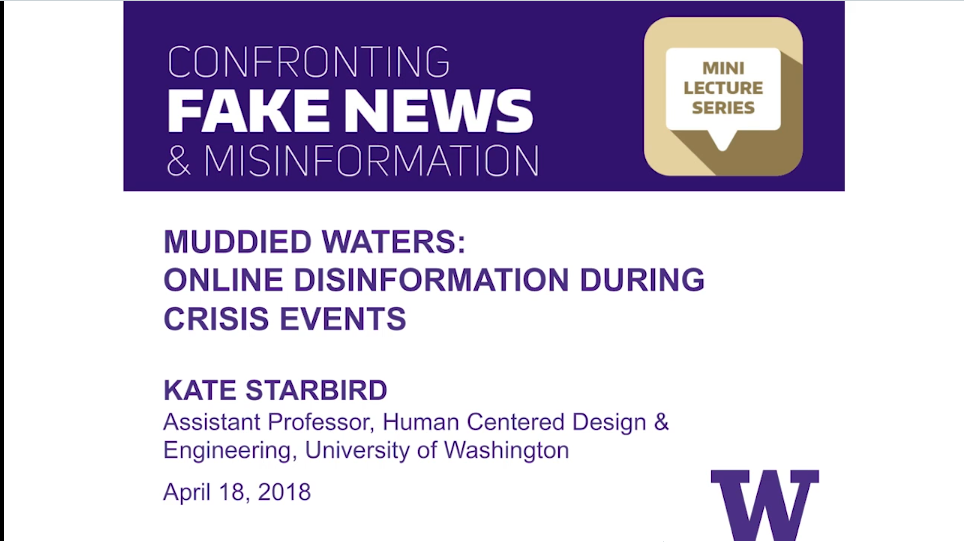 CONFRONTING
FAKE NEWS
& MISINFORMATION
MINI
LECTURE
SERIES
MUDDIED WATERS:
ONLINE DISINFORMATION DURING
CRISIS EVENTS
KATE STARBIRD
Assistant Professor, Human Centered Design &
Engineering, University of Washington
April 18, 2018
W